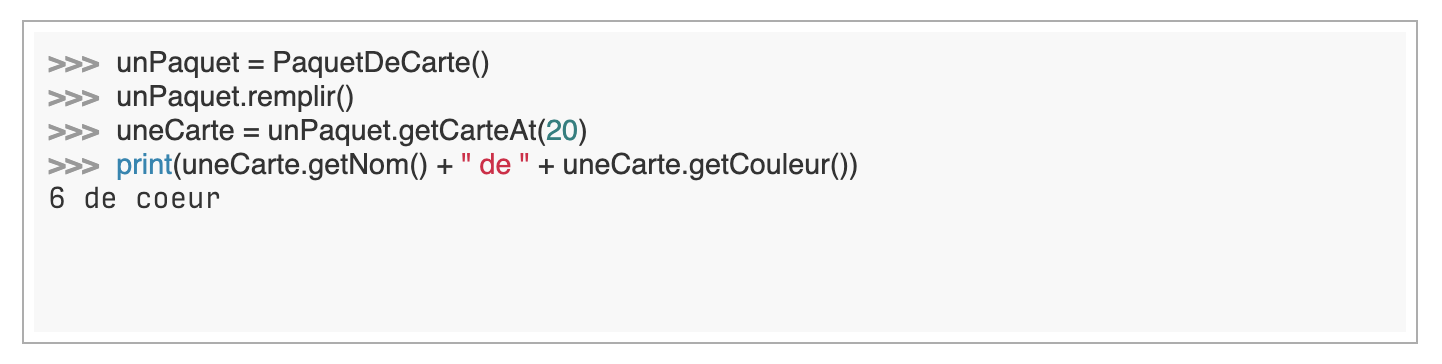 >>> unPaquet = PaquetDeCarte()
>>> unPaquet.remplir()
>>> uneCarte = unPaquet.getCarteAt(20)
>>> print(uneCarte.getNom() + " de " + uneCarte.getCouleur())
6 de coeur